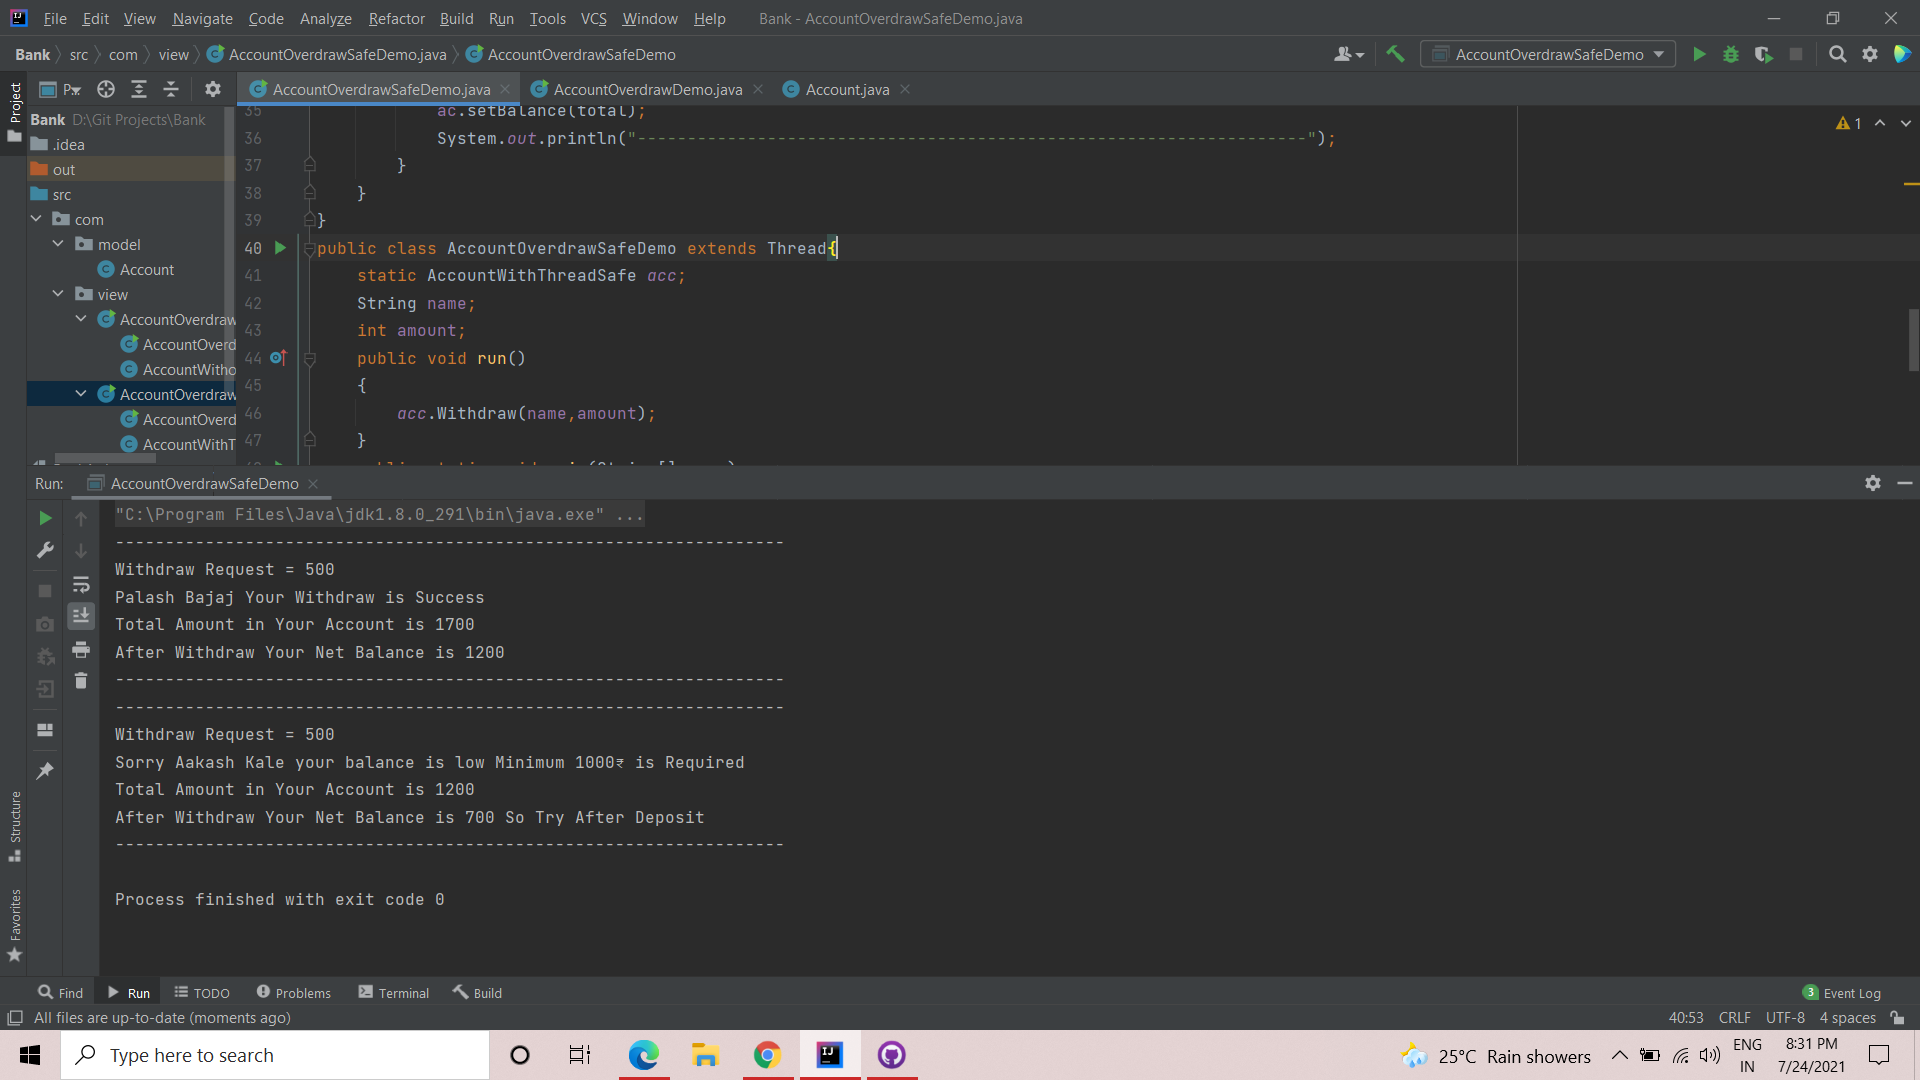 File Edit View Navigate Code Analyze Refactor Build Run Tools VCS Window Help Bank - AccountOverdrawSafeDemo.java
Bank src com view AccountOverdrawSafeDemo.java AccountOverdrawSafeDemo AccountOverdrawSafeDemo
Project
P... AccountOverdrawSafeDemo.java AccountOverdrawDemo.java Account.java
Bank D:\Git Projects\Bank
.idea
out
src
com
model
Account
view
AccountOverdraw
AccountOverd
AccountWitho
AccountOverdraw
AccountOverd
AccountWithT
35 ac.setBalance(total);
36 System.out.println("-------------------------------------------------------------------");
37 }
38 }
39 }
40 public class AccountOverdrawSafeDemo extends Thread{
41 static AccountWithThreadSafe acc;
42 String name;
43 int amount;
44 public void run()
45 {
46 acc.Withdraw(name,amount);
47 }
1
Run: AccountOverdrawSafeDemo
"C:\Program Files\Java\jdk1.8.0_291\bin\java.exe" ...
-------------------------------------------------------------------
Withdraw Request = 500
Palash Bajaj Your Withdraw is Success
Total Amount in Your Account is 1700
After Withdraw Your Net Balance is 1200
-------------------------------------------------------------------
-------------------------------------------------------------------
Withdraw Request = 500
Sorry Aakash Kale your balance is low Minimum 1000₹ is Required
Total Amount in Your Account is 1200
After Withdraw Your Net Balance is 700 So Try After Deposit
-------------------------------------------------------------------
Process finished with exit code 0
Structure
Favorites
Find Run TODO Problems Terminal Build 3 Event Log
All files are up-to-date (moments ago) 40:53 CRLF UTF-8 4 spaces
Type here to search 25°C Rain showers ENG IN 8:31 PM 7/24/2021